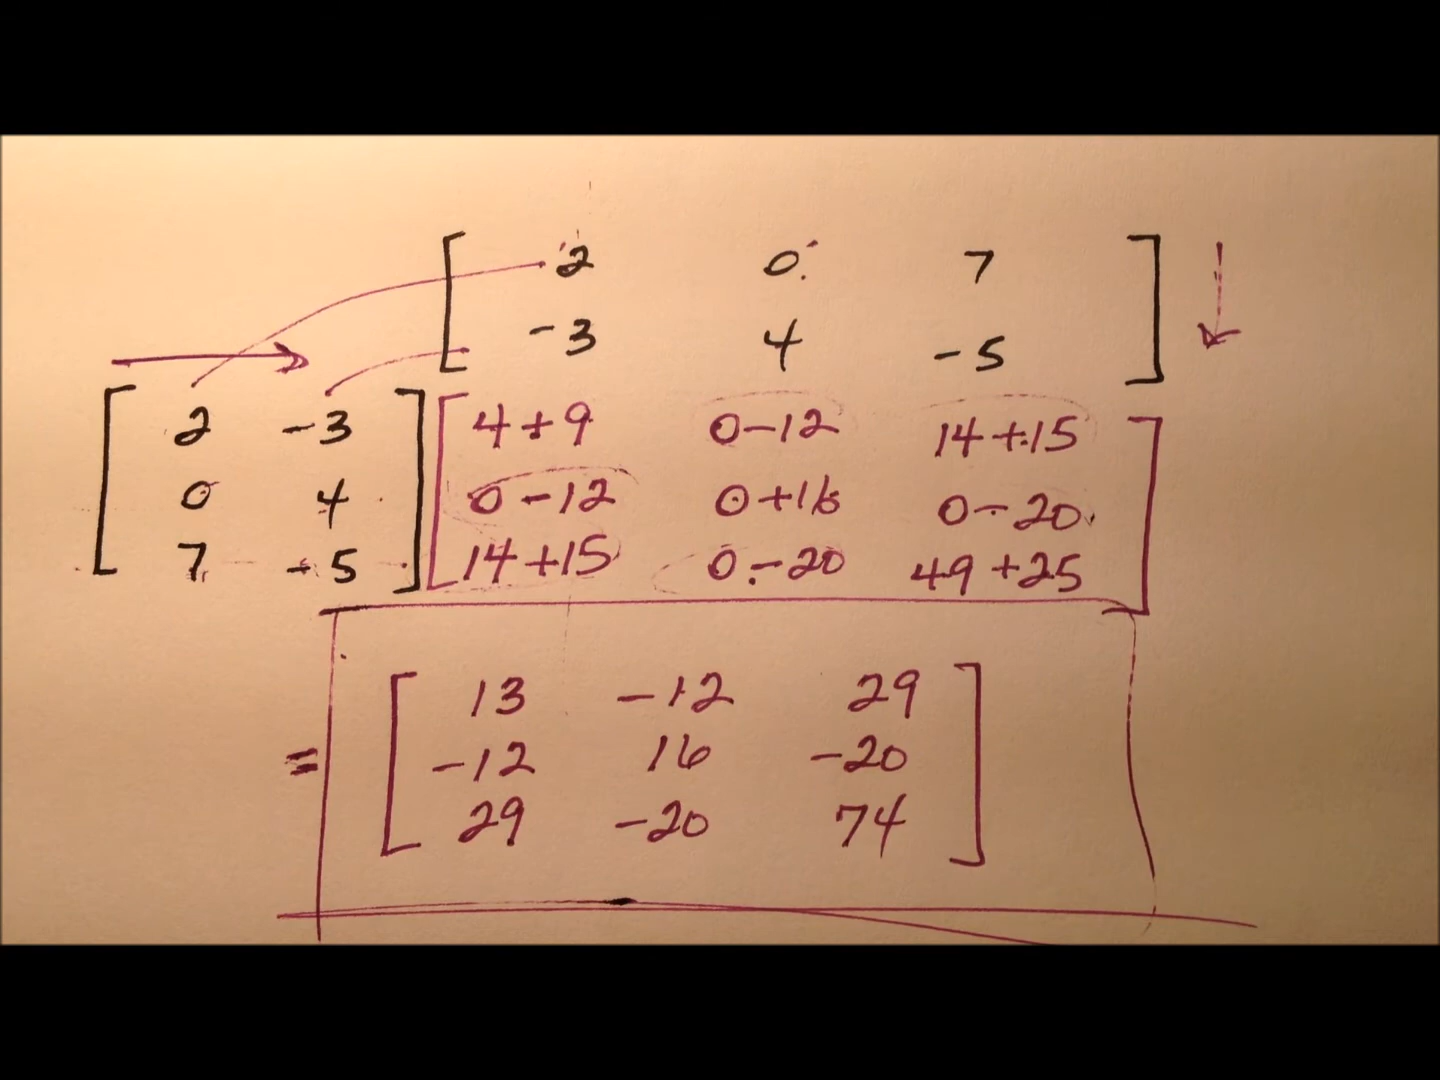 2 0 7
-3 4 -5
2 -3 4+9 0-12 14+15
0 4 0-12 0+16 0-20
7 -5 14+15 0-20 49+25
13 -12 29
= -12 16 -20
29 -20 74